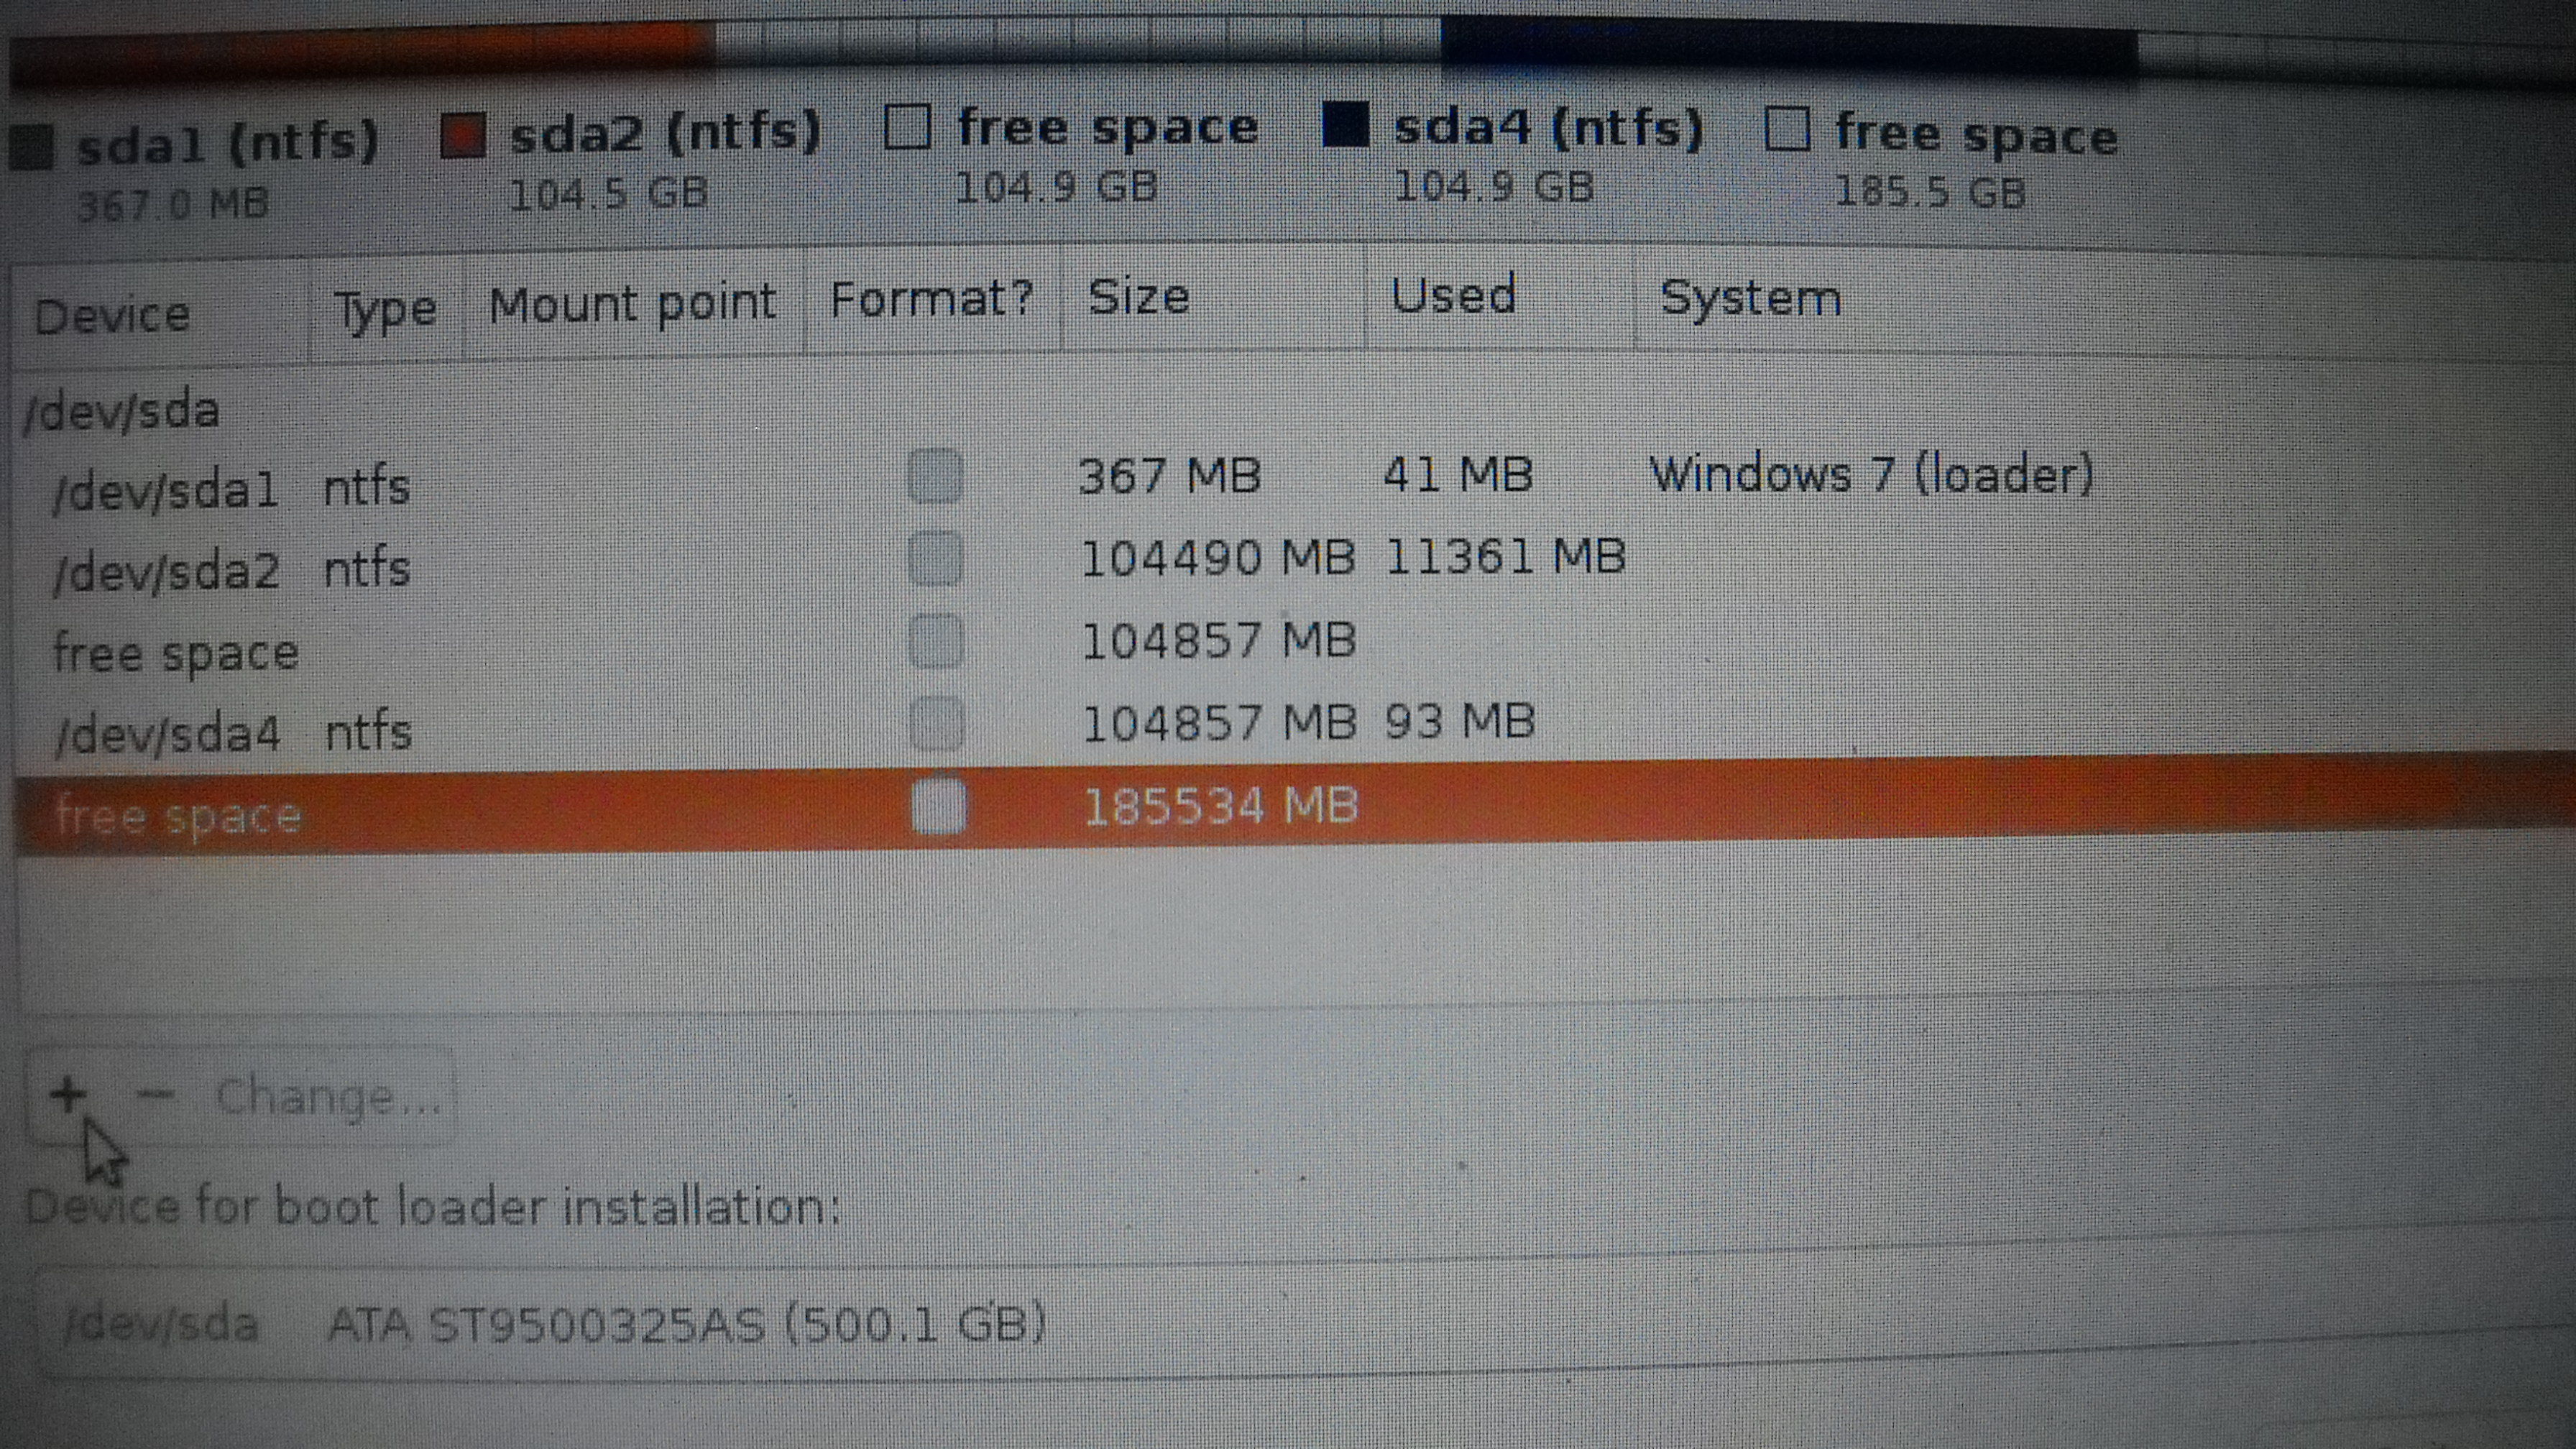 sda1 (ntfs) sda2 (ntfs) free space sda4 (ntfs) free space
367.0 MB 104.5 GB 104.9 GB 104.9 GB 185.5 GB
Device Type Mount point Format? Size Used System
/dev/sda
/dev/sda1 ntfs 367 MB 41 MB Windows 7 (loader)
/dev/sda2 ntfs 104490 MB 11361 MB
free space 104857 MB
/dev/sda4 ntfs 104857 MB 93 MB
free space 185534 MB
+ − Change...
Device for boot loader installation:
/dev/sda ATA ST9500325AS (500.1 GB)